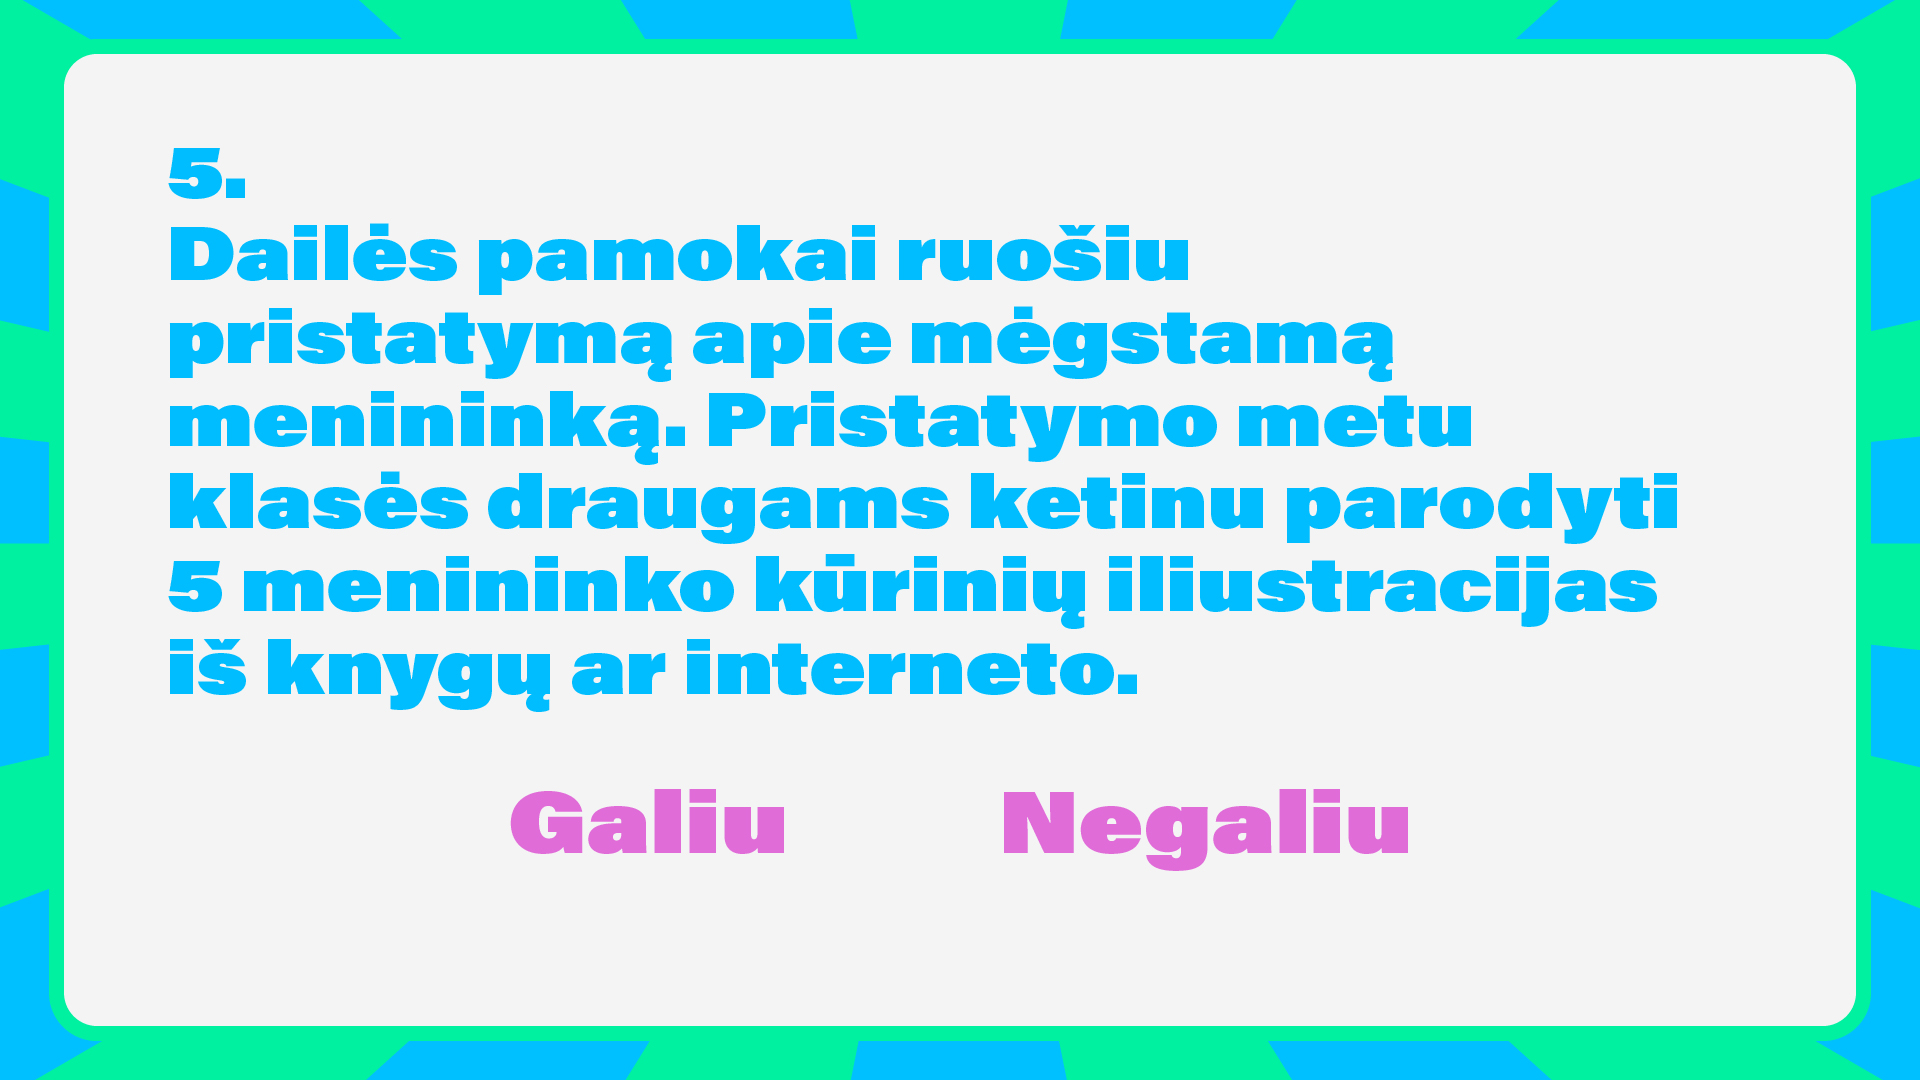 5.
Dailės pamokai ruošiu
pristatymą apie mėgstamą
menininką. Pristatymo metu
klasės draugams ketinu parodyti
5 menininko kūrinių iliustracijas
iš knygų ar interneto.
Galiu Negaliu